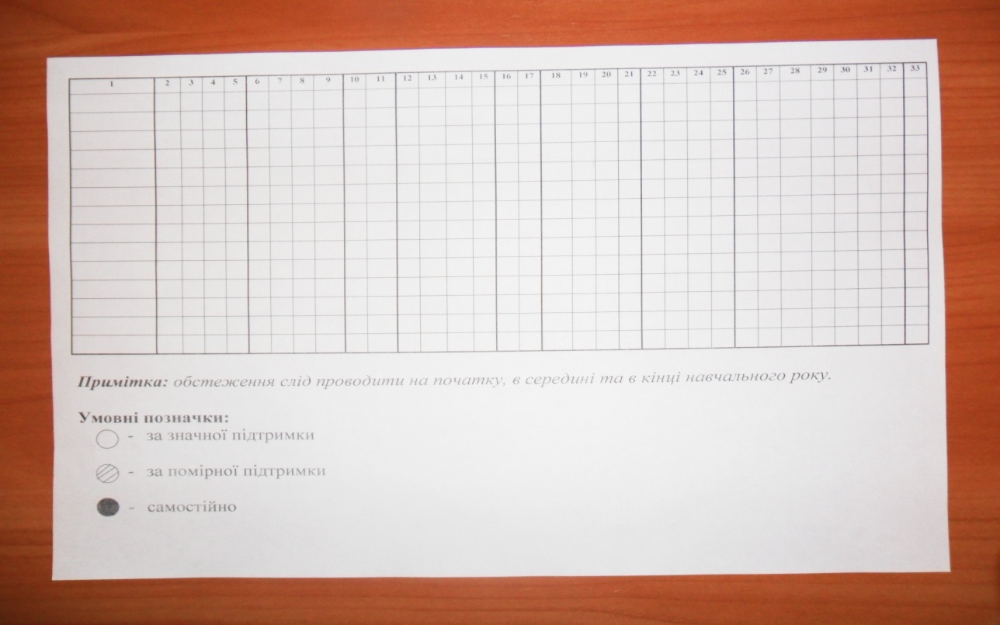 1 2 3 4 5 6 7 8 9 10 11 12 13 14 15 16 17 18 19 20 21 22 23 24 25 26 27 28 29 30 31 32 33
Примітка: обстеження слід проводити на початку, в середині та в кінці навчального року.
Умовні позначки:
- за значної підтримки
- за помірної підтримки
- самостійно